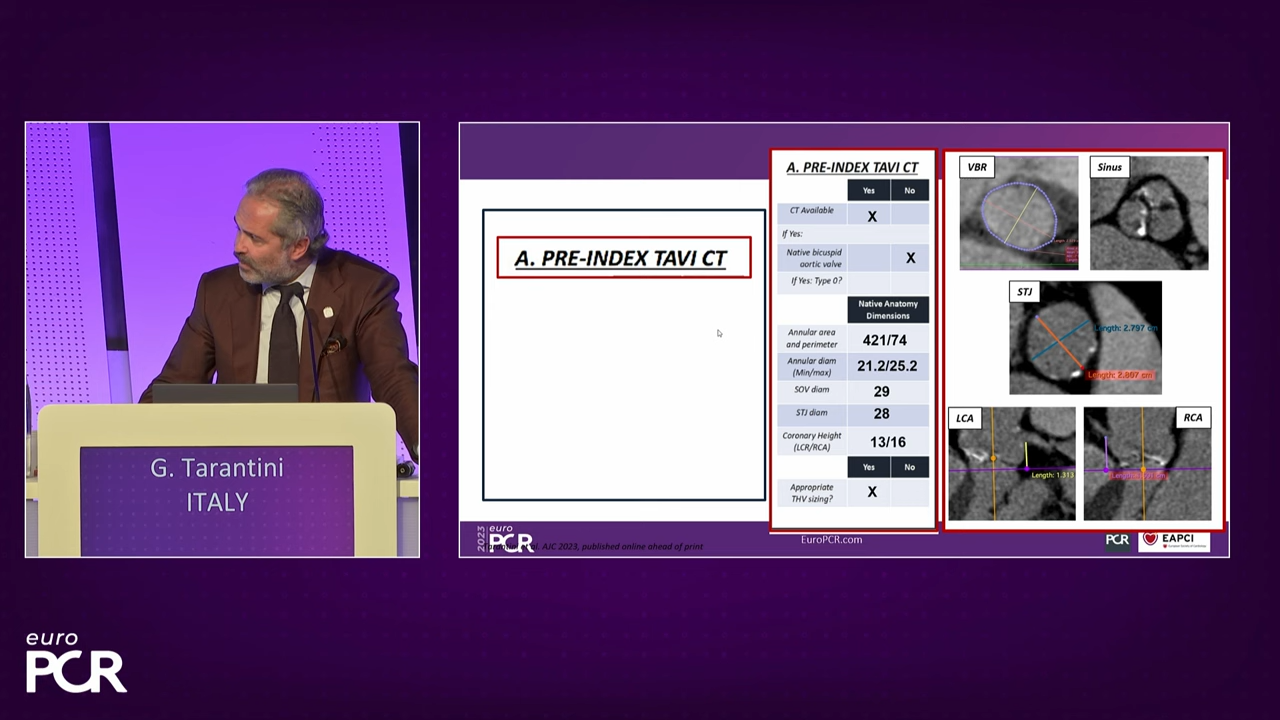 G. Tarantini
ITALY
euro
PCR
A. PRE-INDEX TAVI CT
A. PRE-INDEX TAVI CT
Yes No
CT Available X
If Yes:
Native bicuspid
aortic valve X
If Yes: Type 0?
Native Anatomy
Dimensions
Annular area
and perimeter 421/74
Annular diam
(Min/max) 21.2/25.2
SOV diam 29
STJ diam 28
Coronary Height
(LCR/RCA) 13/16
Yes No
Appropriate
THV sizing? X
VBR
Sinus
STJ
Length: 2.797 cm
Length: 2.807 cm
LCA
RCA
Length: 1.313
2023
euro
PCR
AJC 2023, published online ahead of print
EuroPCR.com
PCR
EAPCI